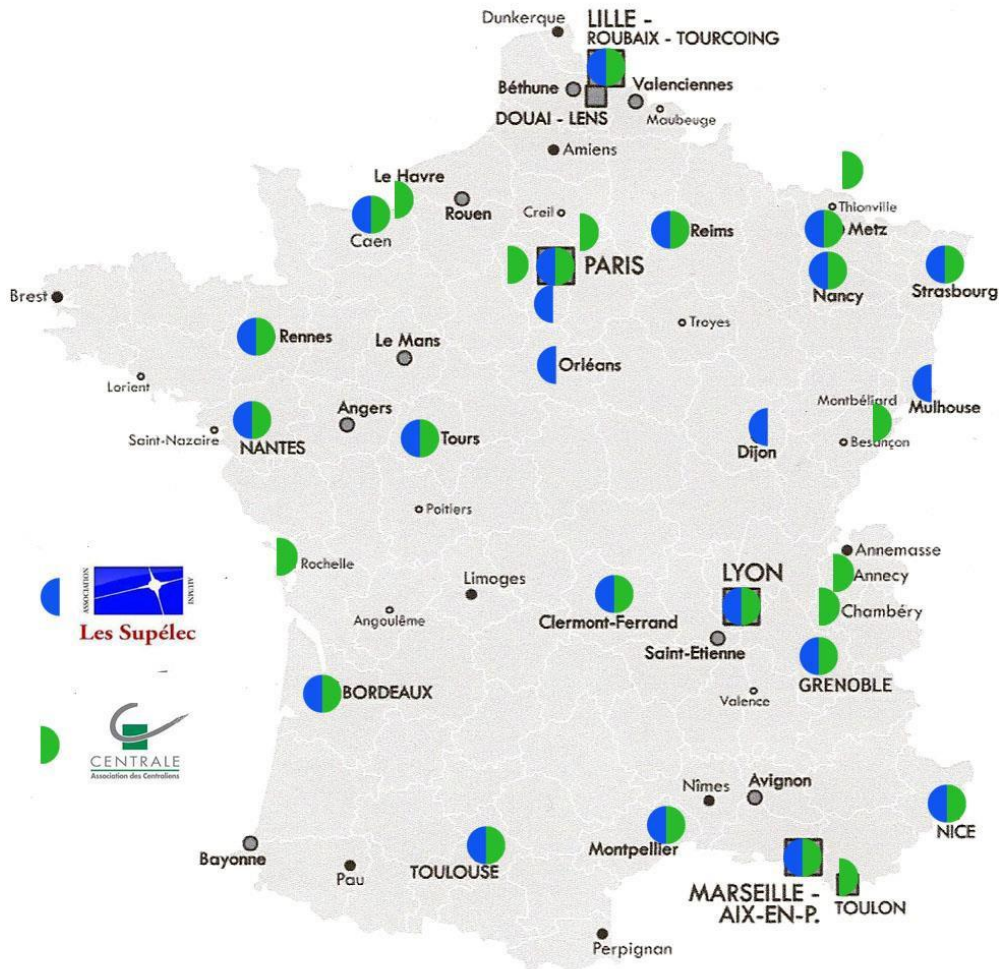 Dunkerque
LILLE -
ROUBAIX - TOURCOING
Béthune
Valenciennes
DOUAI - LENS
Maubeuge
Amiens
Le Havre
Rouen
Creil
Thionville
Caen
Reims
Metz
PARIS
Nancy
Strasbourg
Brest
Rennes
Le Mans
Troyes
Orléans
Lorient
Montbéliard
Mulhouse
Angers
Saint-Nazaire
NANTES
Tours
Dijon
Besançon
Poitiers
Rochelle
Annemasse
Limoges
LYON
Annecy
ASSOCIATION
ALUMNI
Les Supélec
Angoulême
Clermont-Ferrand
Chambéry
Saint-Etienne
GRENOBLE
BORDEAUX
Valence
CENTRALE
Association des Centraliens
Nîmes
Avignon
NICE
Bayonne
Pau
TOULOUSE
Montpellier
MARSEILLE -
AIX-EN-P.
TOULON
Perpignan